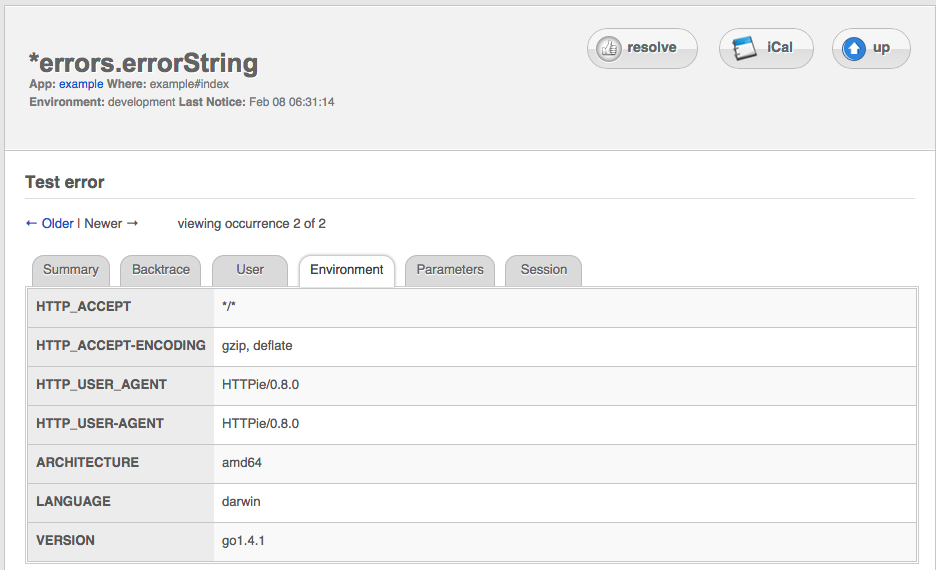 *errors.errorString
resolve
iCal
up
App: example Where: example#index
Environment: development Last Notice: Feb 08 06:31:14
Test error
← Older | Newer → viewing occurrence 2 of 2
Summary Backtrace User Environment Parameters Session
HTTP_ACCEPT */*
HTTP_ACCEPT-ENCODING gzip, deflate
HTTP_USER_AGENT HTTPie/0.8.0
HTTP_USER-AGENT HTTPie/0.8.0
ARCHITECTURE amd64
LANGUAGE darwin
VERSION go1.4.1